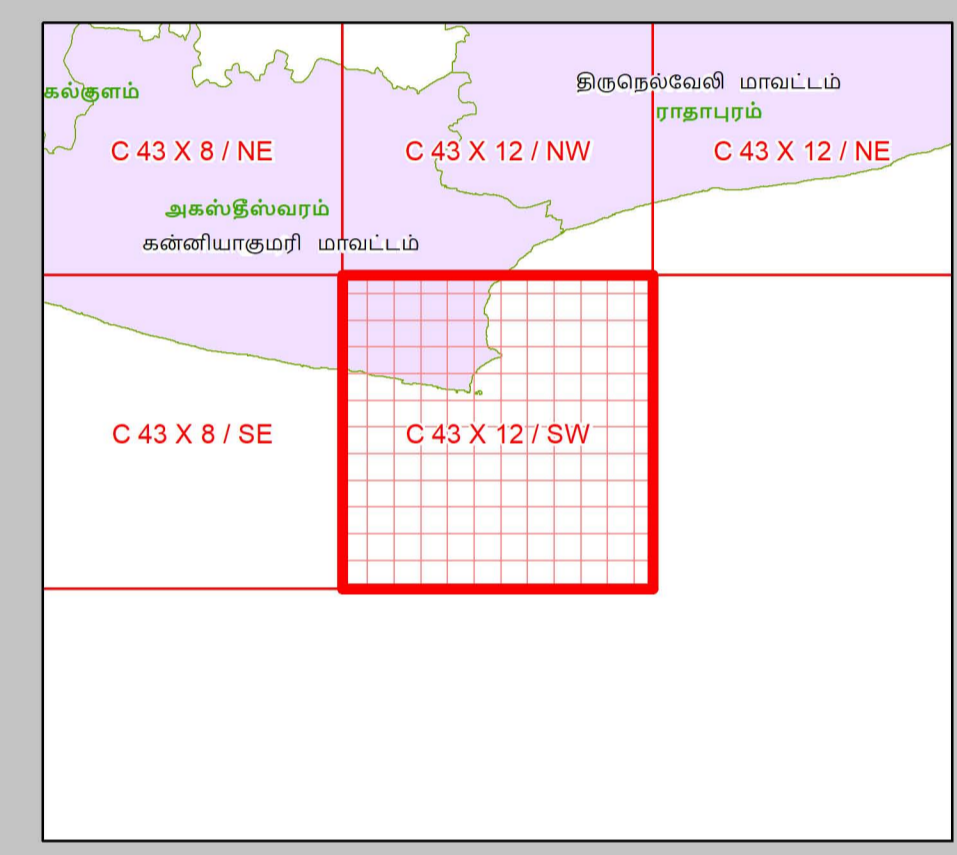 கல்குளம்
திருநெல்வேலி மாவட்டம்
ராதாபுரம்
C 43 X 8 / NE
C 43 X 12 / NW
C 43 X 12 / NE
அகஸ்தீஸ்வரம்
கன்னியாகுமரி மாவட்டம்
C 43 X 8 / SE
C 43 X 12 / SW